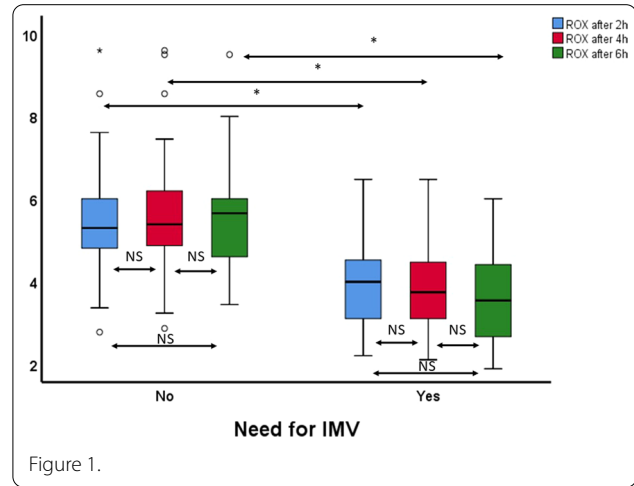 ROX after 2h
ROX after 4h
ROX after 6h
10
8
6
4
2
*
*
*
*
NS
NS
NS
NS
NS
NS
No
Yes
Need for IMV
Figure 1.